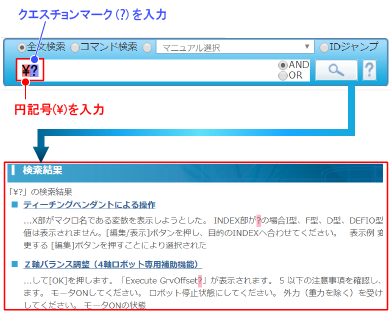 クエスチョンマーク(?)を入力
全文検索 コマンド検索 マニュアル選択 IDジャンプ
¥? AND OR ?
円記号(¥)を入力
検索結果
「¥?」の検索結果
ティーチングペンダントによる操作
...X部がマクロ名である変数を表示しようとした。 INDEX部が?の場合I型、F型、D型、DEFIO型
値は表示されません。[編集/表示]ボタンを押し、目的のINDEXへ合わせてください。 表示例 変
更する [編集]ボタンを押すことにより選択された
2軸バランス調整（4軸ロボット専用補助機能）
...して[OK]を押します。「Execute GrvOffset?」が表示されます。 5 以下の注意事項を確認し、
ます。 モータONしてください。 ロボット停止状態にしてください。 外力（重力を除く）を受け
してください。 モータONの状態